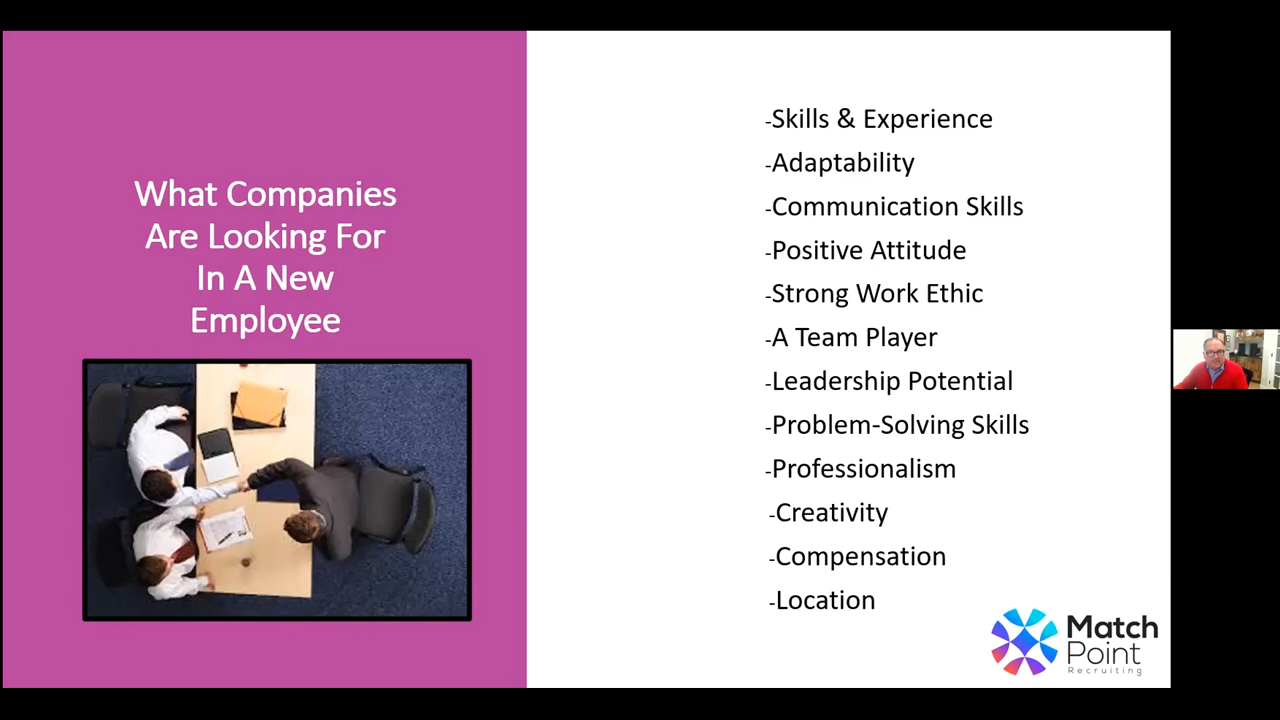 What Companies
Are Looking For
In A New
Employee
-Skills & Experience
-Adaptability
-Communication Skills
-Positive Attitude
-Strong Work Ethic
-A Team Player
-Leadership Potential
-Problem-Solving Skills
-Professionalism
-Creativity
-Compensation
-Location
Match
Point
Recruiting